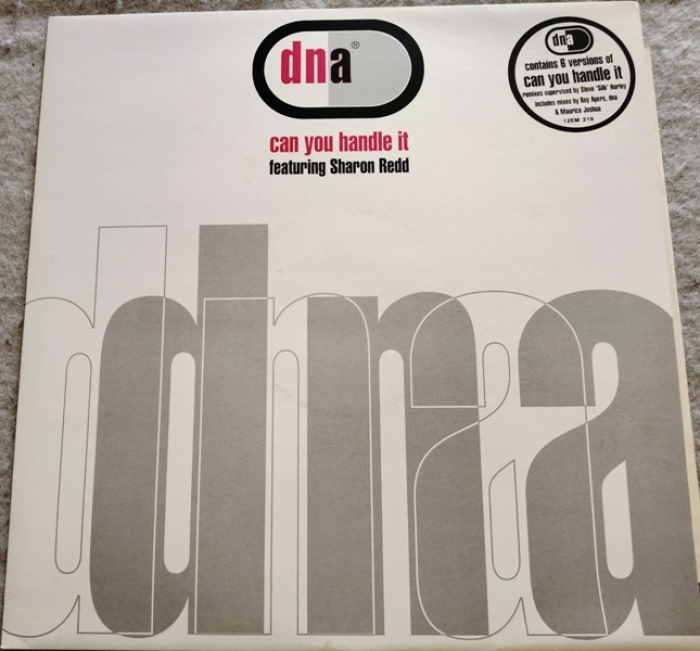 dna®
can you handle it
featuring Sharon Redd
dna
contains 6 versions of
can you handle it
remixes supervised by Steve "Silk" Hurley
includes mixes by Roy Ayers, dna
& Maurice Joshua
12EM 219
dna
dna